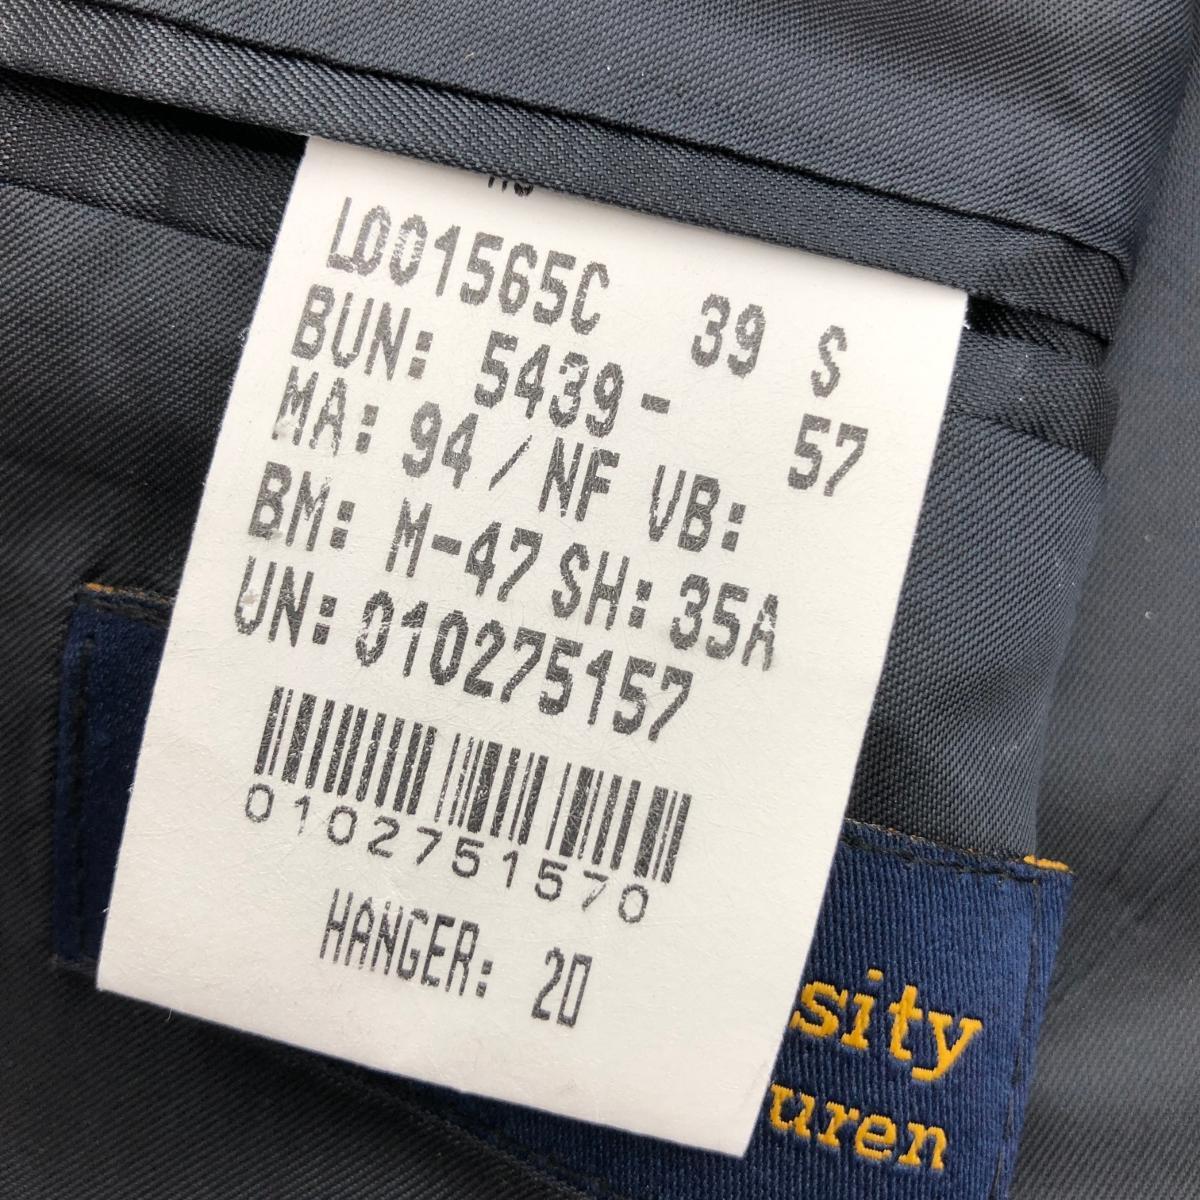 LD01565C 39 S
BUN: 5439- 57
MA: 94/NF VB:
BM: M-47 SH: 35A
UN: 010275157
0102751570
HANGER: 20
sity
uren